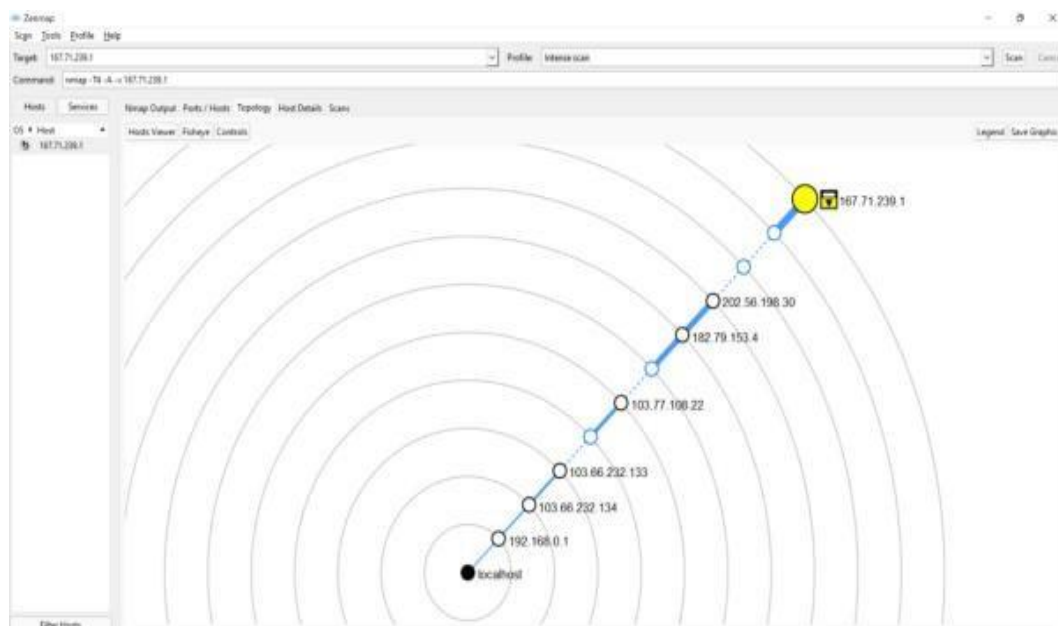 Zenmap
Scan Tools Profile Help
Target: 167.71.239.1 Profile: Intense scan Scan
Command: nmap -T4 -A -v 167.71.239.1
Hosts Services Nmap Output Ports / Hosts Topology Host Details Scans
OS Host Hosts Viewer Fisheye Controls Legend Save Graphic
167.71.239.1
167.71.239.1
202.56.198.30
182.79.153.4
103.77.108.22
103.66.232.133
103.66.232.134
192.168.0.1
localhost
Filter Hosts